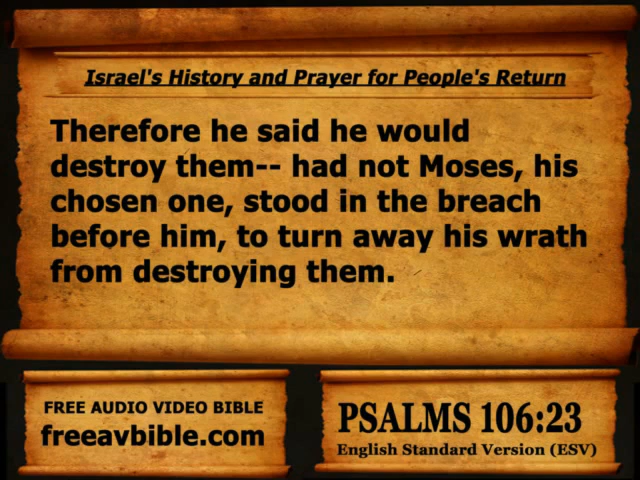 Israel's History and Prayer for People's Return
Therefore he said he would
destroy them-- had not Moses, his
chosen one, stood in the breach
before him, to turn away his wrath
from destroying them.
FREE AUDIO VIDEO BIBLE
freeavbible.com
PSALMS 106:23
English Standard Version (ESV)